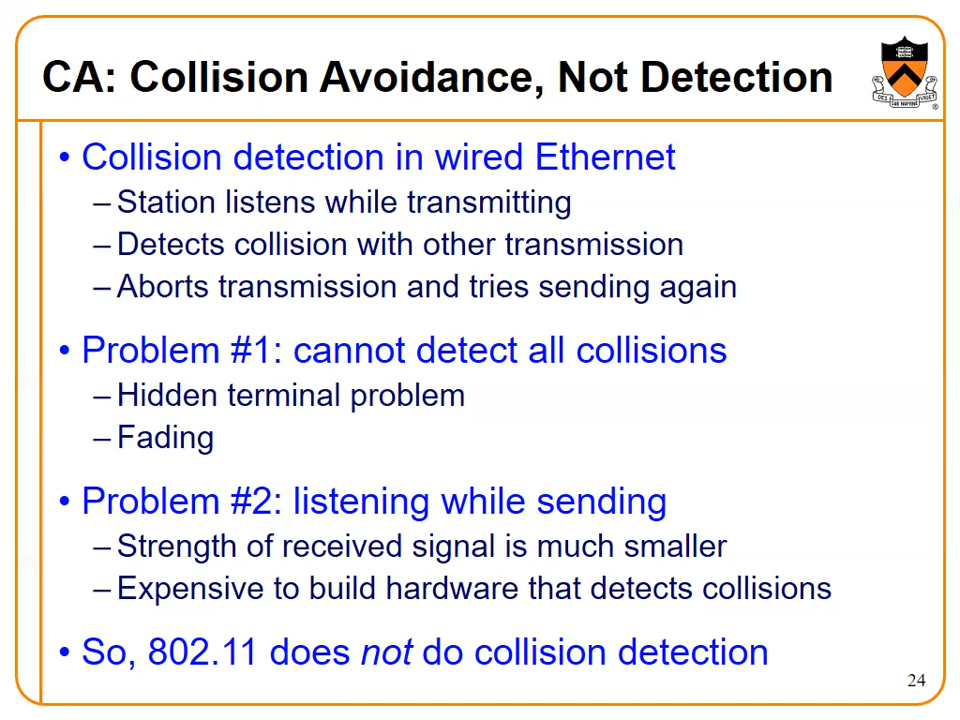 CA: Collision Avoidance, Not Detection
• Collision detection in wired Ethernet
– Station listens while transmitting
– Detects collision with other transmission
– Aborts transmission and tries sending again
• Problem #1: cannot detect all collisions
– Hidden terminal problem
– Fading
• Problem #2: listening while sending
– Strength of received signal is much smaller
– Expensive to build hardware that detects collisions
• So, 802.11 does not do collision detection
24